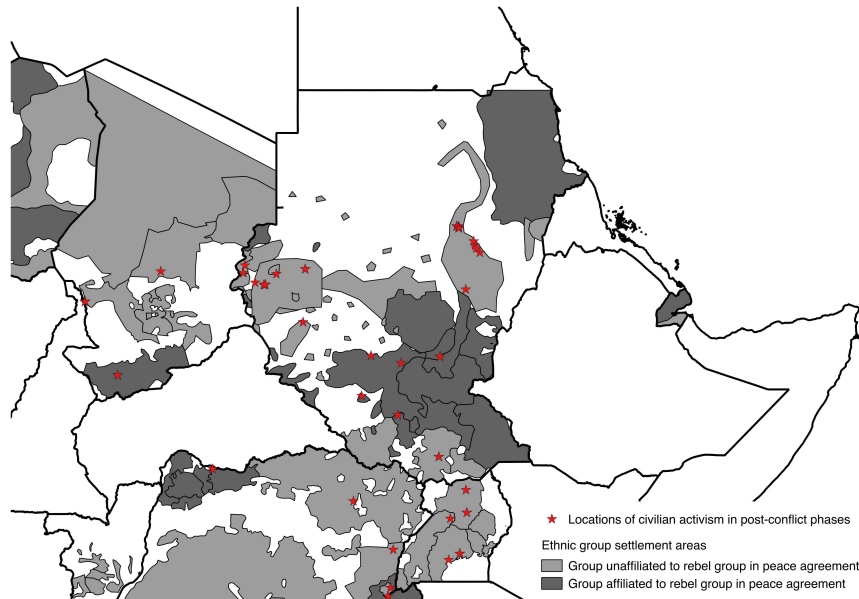 Locations of civilian activism in post-conflict phases
Ethnic group settlement areas
Group unaffiliated to rebel group in peace agreement
Group affiliated to rebel group in peace agreement